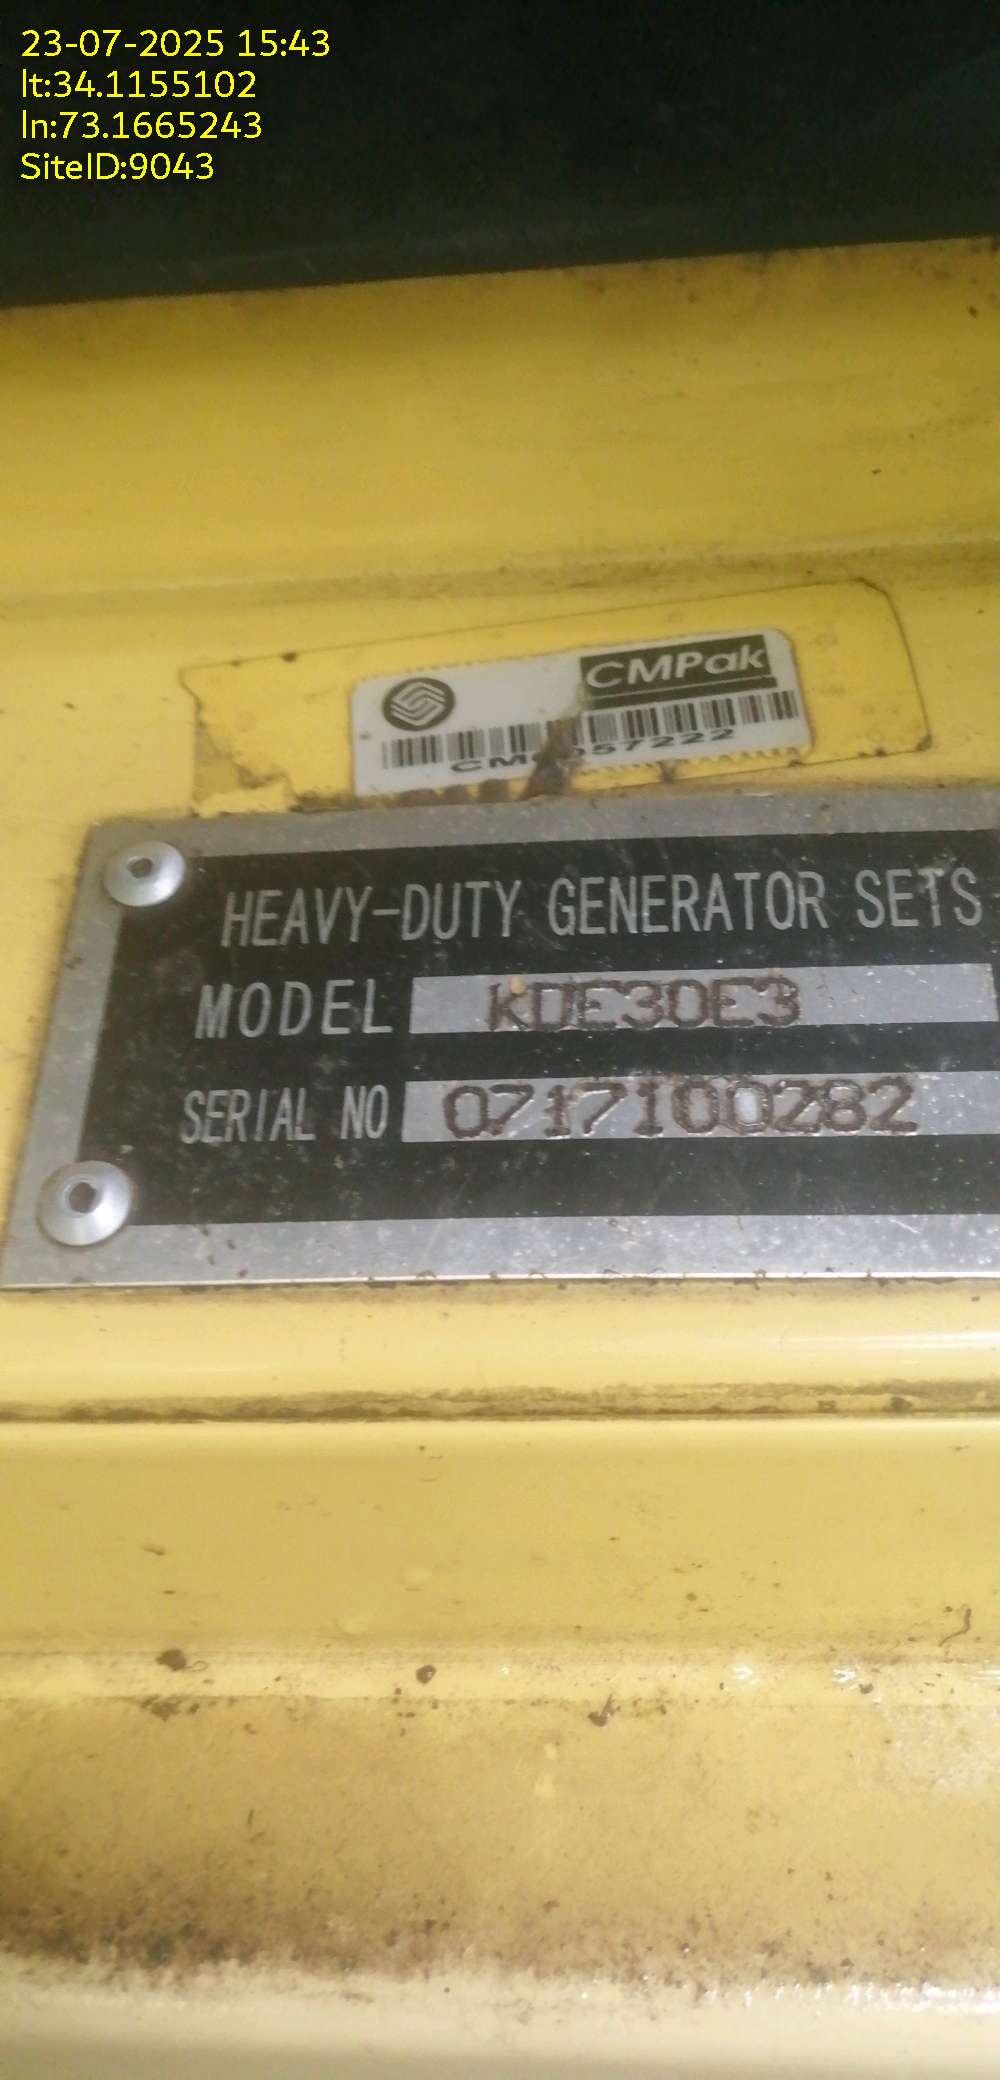 23-07-2025 15:43
lt:34.1155102
ln:73.1665243
SiteID:9043
CMPak
HEAVY-DUTY GENERATOR SETS
MODEL KDE30E3
SERIAL NO 0717100282